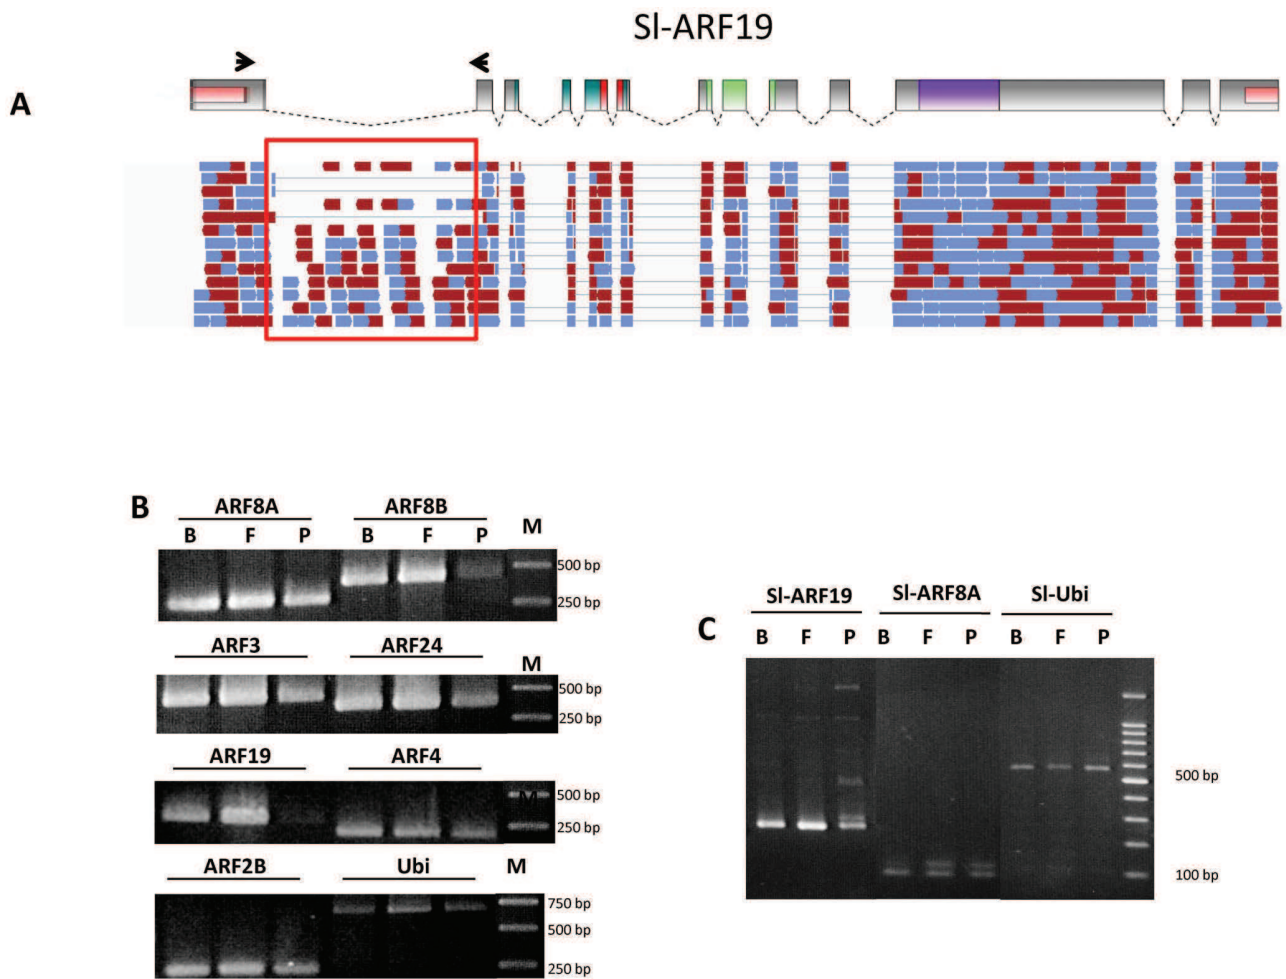 Sl-ARF19
A
B
ARF8A ARF8B
B F P B F P M
500 bp
250 bp
ARF3 ARF24 M
500 bp
250 bp
ARF19 ARF4
M
500 bp
250 bp
ARF2B Ubi M
750 bp
500 bp
250 bp
C
Sl-ARF19 Sl-ARF8A Sl-Ubi
B F P B F P B F P
500 bp
100 bp